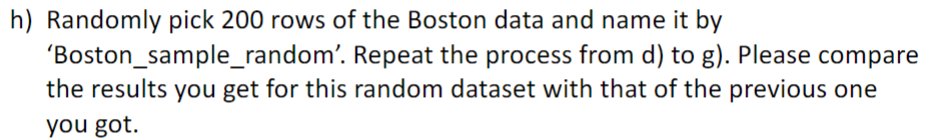 h) Randomly pick 200 rows of the Boston data and name it by
‘Boston_sample_random’. Repeat the process from d) to g). Please compare
the results you get for this random dataset with that of the previous one
you got.